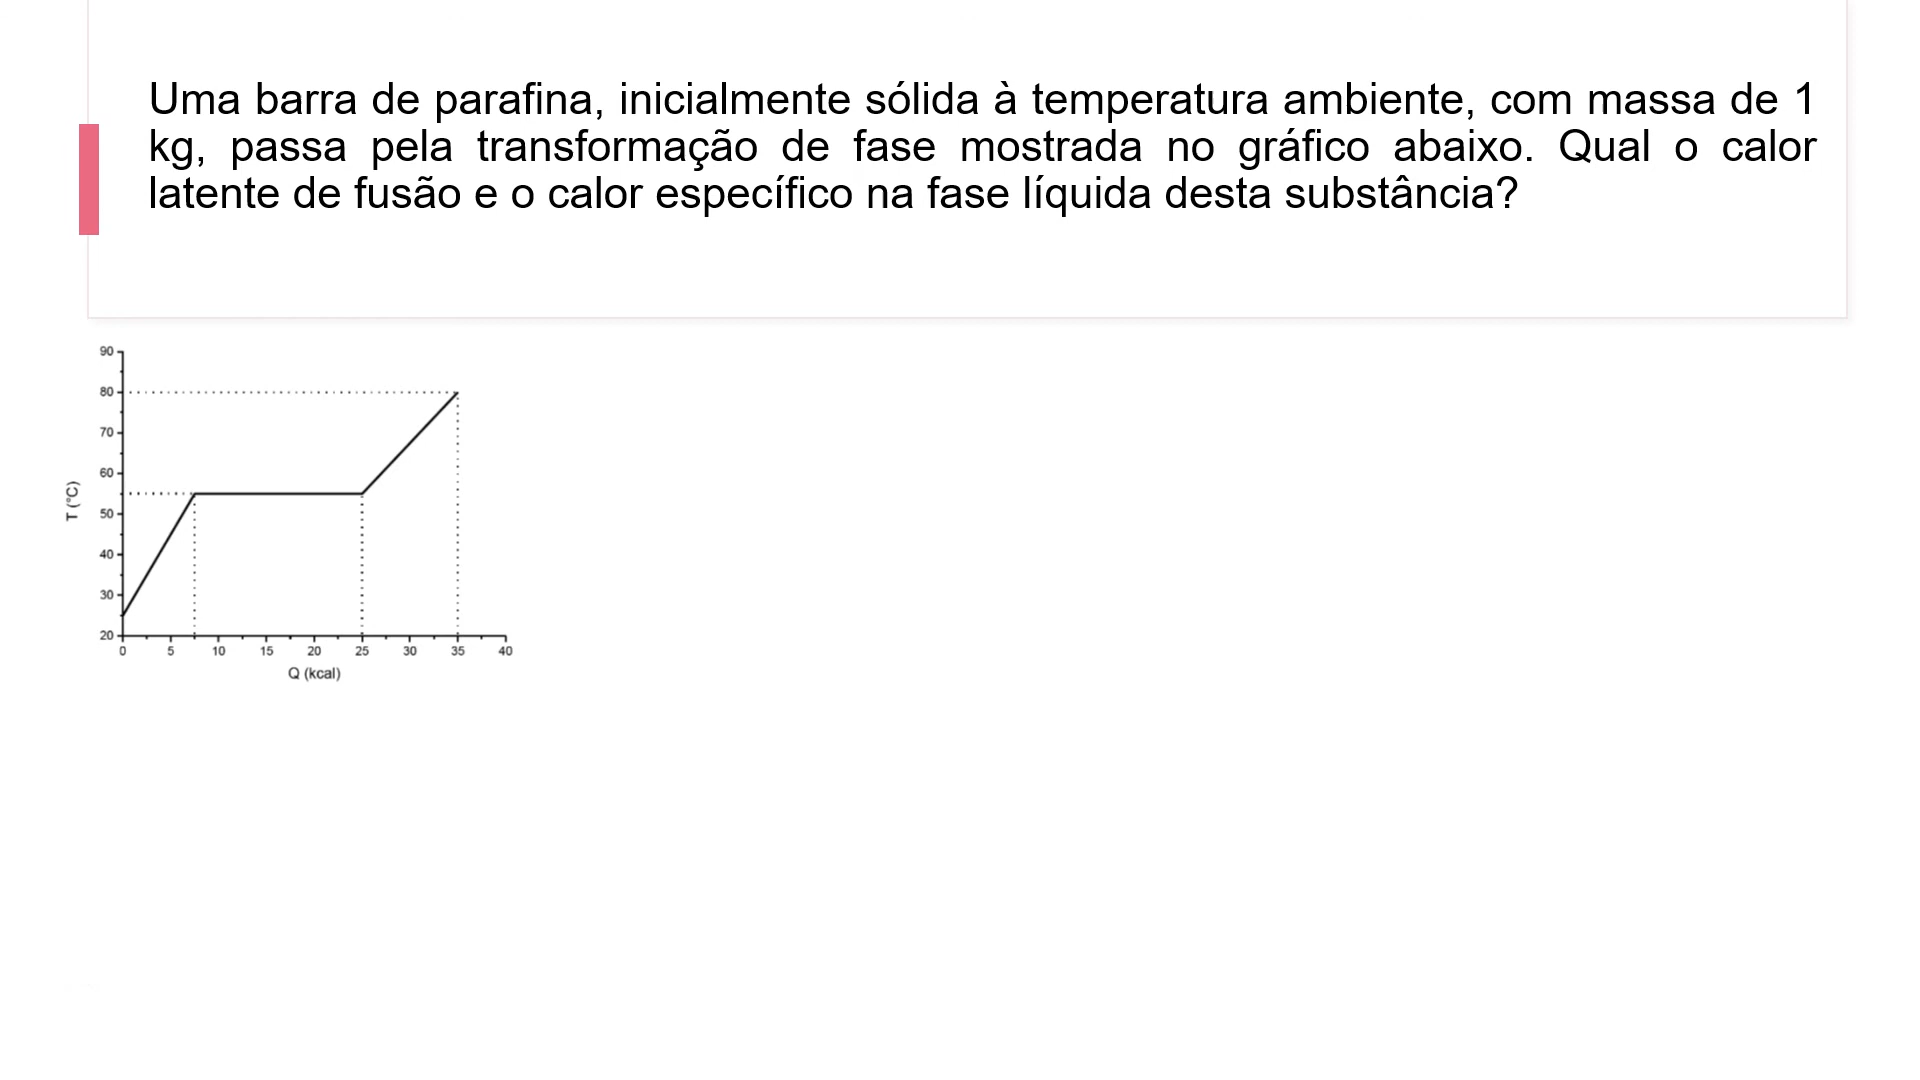 Uma barra de parafina, inicialmente sólida à temperatura ambiente, com massa de 1
kg, passa pela transformação de fase mostrada no gráfico abaixo. Qual o calor
latente de fusão e o calor específico na fase líquida desta substância?
90
80
70
60
50
40
30
20
T (°C)
0 5 10 15 20 25 30 35 40
Q (kcal)